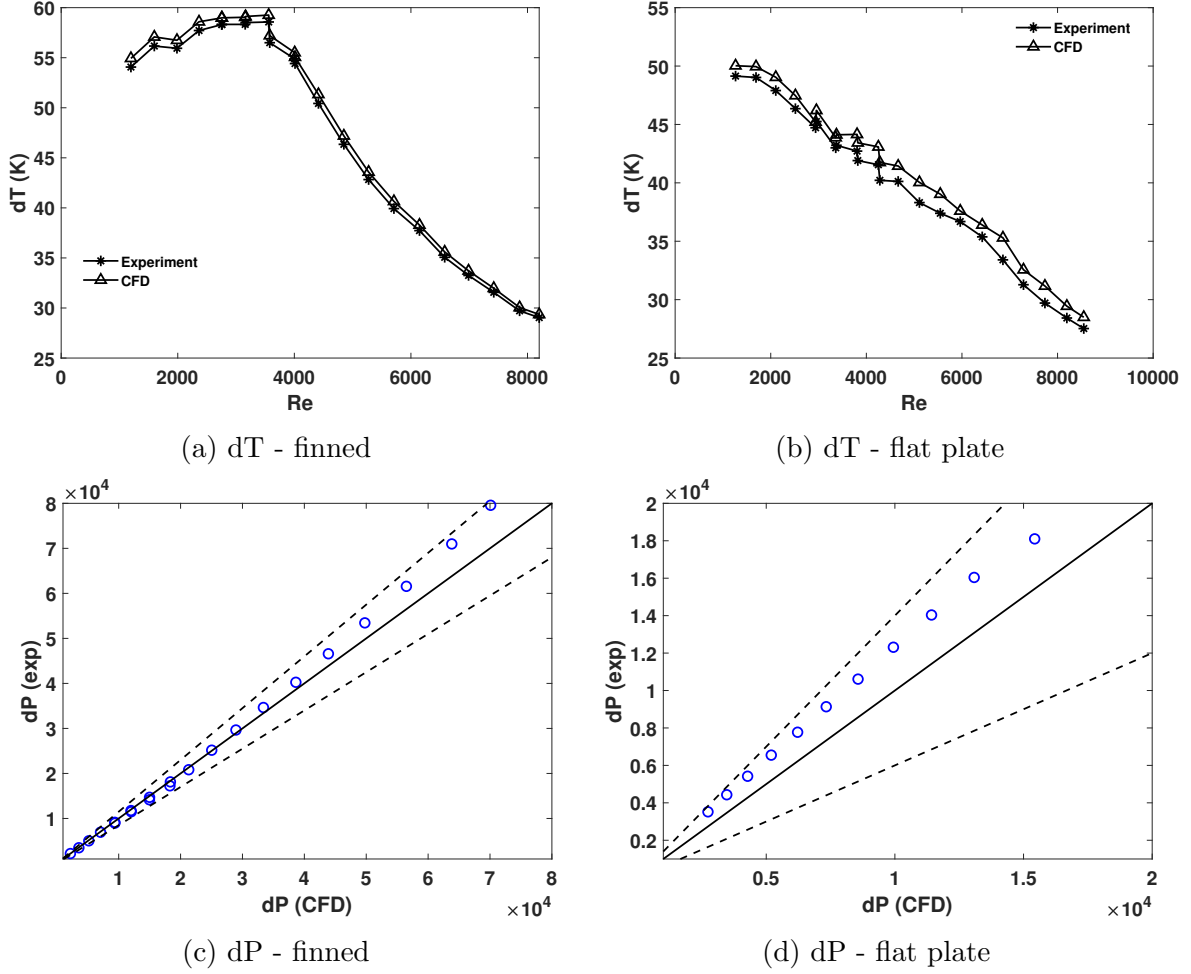 60
55
50
45
40
35
30
25
dT (K)
Experiment
CFD
0 2000 4000 6000 8000
Re
(a) dT - finned
55
50
45
40
35
30
25
dT (K)
Experiment
CFD
0 2000 4000 6000 8000 10000
Re
(b) dT - flat plate
×10⁴
8
7
6
5
4
3
2
1
dP (exp)
1 2 3 4 5 6 7 8
dP (CFD)
×10⁴
(c) dP - finned
×10⁴
2
1.8
1.6
1.4
1.2
1
0.8
0.6
0.4
0.2
dP (exp)
0.5 1 1.5 2
dP (CFD)
×10⁴
(d) dP - flat plate